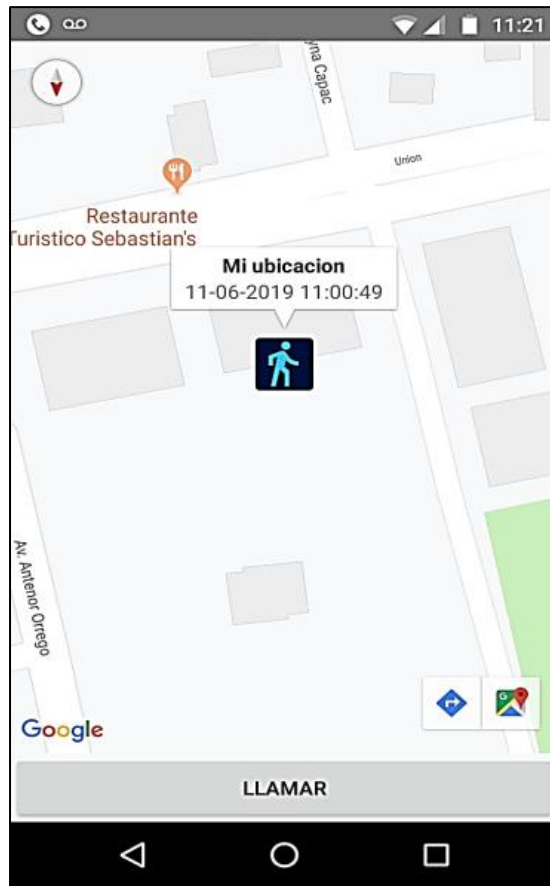 11:21
yna Capac
Union
Restaurante
Turistico Sebastian's
Mi ubicacion
11-06-2019 11:00:49
Av. Antenor Orrego
Google
LLAMAR